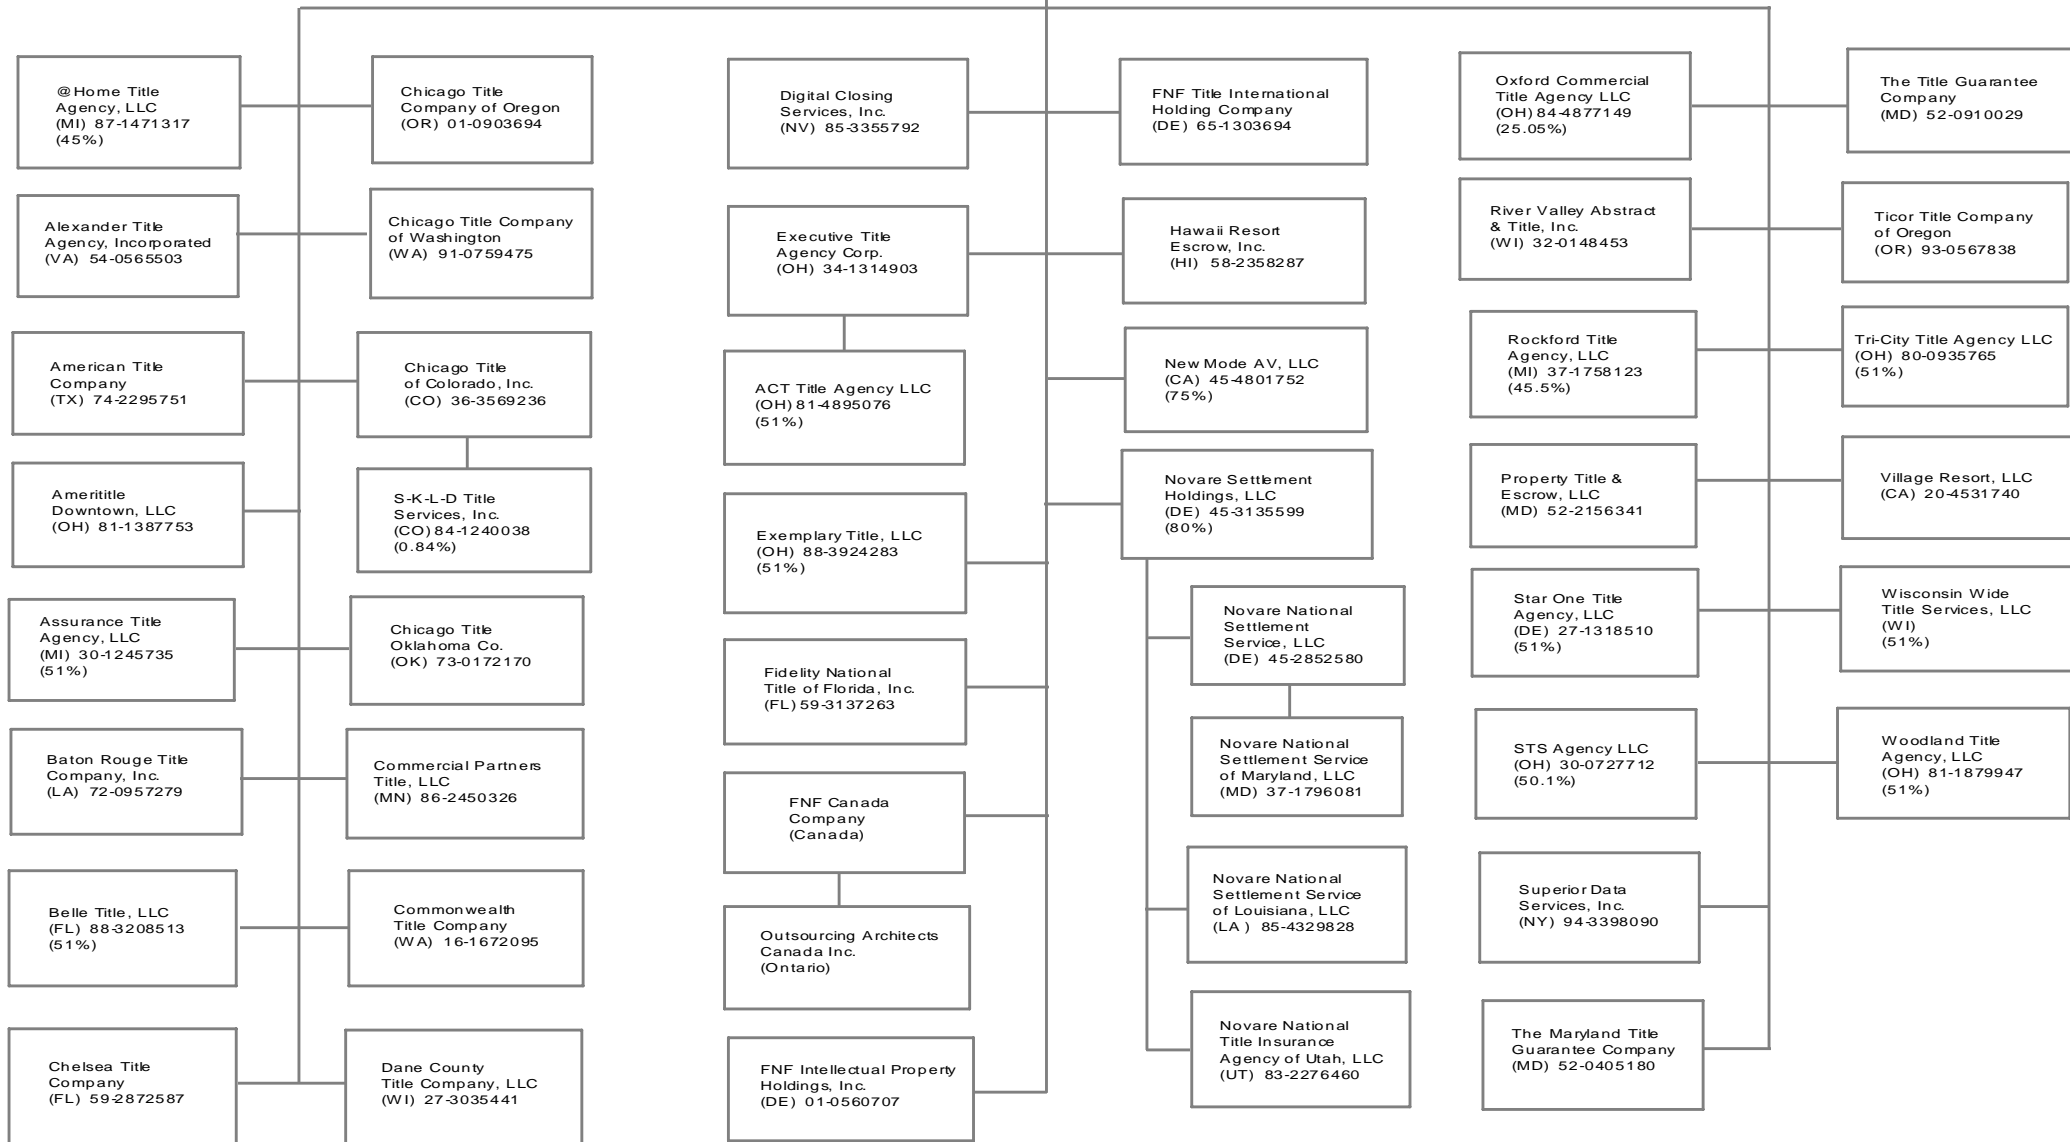 @Home Title
Agency, LLC
(MI) 87-1471317
(45%)
Chicago Title
Company of Oregon
(OR) 01-0903694
Alexander Title
Agency, Incorporated
(VA) 54-0565503
Chicago Title Company
of Washington
(WA) 91-0759475
American Title
Company
(TX) 74-2295751
Chicago Title
of Colorado, Inc.
(CO) 36-3569236
Amerititle
Downtown, LLC
(OH) 81-1387753
S-K-L-D Title
Services, Inc.
(CO) 84-1240038
(0.84%)
Assurance Title
Agency, LLC
(MI) 30-1245735
(51%)
Chicago Title
Oklahoma Co.
(OK) 73-0172170
Baton Rouge Title
Company, Inc.
(LA) 72-0957279
Commercial Partners
Title, LLC
(MN) 86-2450326
Belle Title, LLC
(FL) 88-3208513
(51%)
Commonwealth
Title Company
(WA) 16-1672095
Chelsea Title
Company
(FL) 59-2872587
Dane County
Title Company, LLC
(WI) 27-3035441
Digital Closing
Services, Inc.
(NV) 85-3355792
FNF Title International
Holding Company
(DE) 65-1303694
Executive Title
Agency Corp.
(OH) 34-1314903
Hawaii Resort
Escrow, Inc.
(HI) 58-2358287
ACT Title Agency LLC
(OH) 81-4895076
(51%)
New Mode AV, LLC
(CA) 45-4801752
(75%)
Exemplary Title, LLC
(OH) 88-3924283
(51%)
Novare Settlement
Holdings, LLC
(DE) 45-3135599
(80%)
Fidelity National
Title of Florida, Inc.
(FL) 59-3137263
Novare National
Settlement
Service, LLC
(DE) 45-2852580
FNF Canada
Company
(Canada)
Novare National
Settlement Service
of Maryland, LLC
(MD) 37-1796081
Outsourcing Architects
Canada Inc.
(Ontario)
Novare National
Settlement Service
of Louisiana, LLC
(LA ) 85-4329828
FNF Intellectual Property
Holdings, Inc.
(DE) 01-0560707
Novare National
Title Insurance
Agency of Utah, LLC
(UT) 83-2276460
Oxford Commercial
Title Agency LLC
(OH) 84-4877149
(25.05%)
The Title Guarantee
Company
(MD) 52-0910029
River Valley Abstract
& Title, Inc.
(WI) 32-0148453
Ticor Title Company
of Oregon
(OR) 93-0567838
Rockford Title
Agency, LLC
(MI) 37-1758123
(45.5%)
Tri-City Title Agency LLC
(OH) 80-0935765
(51%)
Property Title &
Escrow, LLC
(MD) 52-2156341
Village Resort, LLC
(CA) 20-4531740
Star One Title
Agency, LLC
(DE) 27-1318510
(51%)
Wisconsin Wide
Title Services, LLC
(WI)
(51%)
STS Agency LLC
(OH) 30-0727712
(50.1%)
Woodland Title
Agency, LLC
(OH) 81-1879947
(51%)
Superior Data
Services, Inc.
(NY) 94-3398090
The Maryland Title
Guarantee Company
(MD) 52-0405180